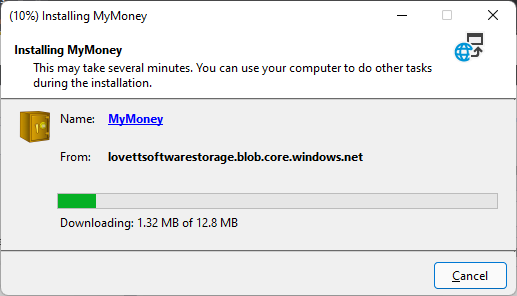 (10%) Installing MyMoney
Installing MyMoney
This may take several minutes. You can use your computer to do other tasks
during the installation.
Name: MyMoney
From: lovettsoftwarestorage.blob.core.windows.net
Downloading: 1.32 MB of 12.8 MB
Cancel